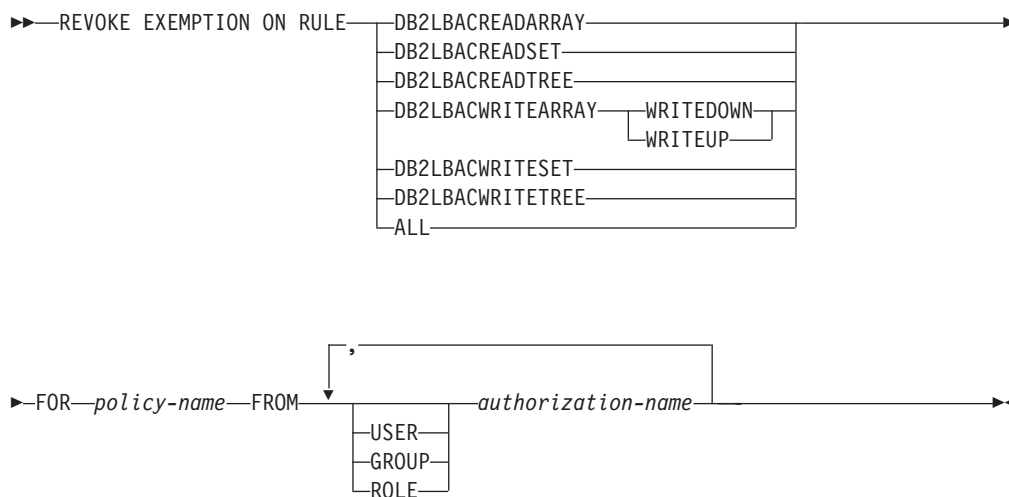 REVOKE EXEMPTION ON RULE DB2LBACREADARRAY
DB2LBACREADSET
DB2LBACREADTREE
DB2LBACWRITEARRAY WRITEDOWN
WRITEUP
DB2LBACWRITESET
DB2LBACWRITETREE
ALL
,
FOR policy-name FROM authorization-name
USER
GROUP
ROLE